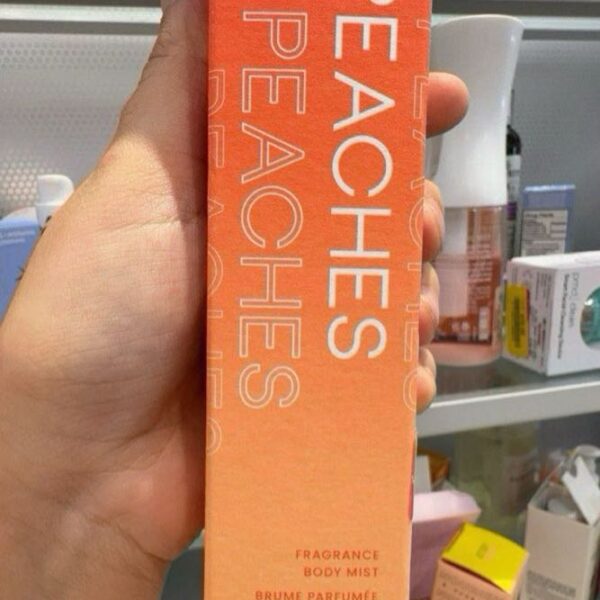 PEACHES
PEACHES
FRAGRANCE
BODY MIST
BRUME PARFUMÉE